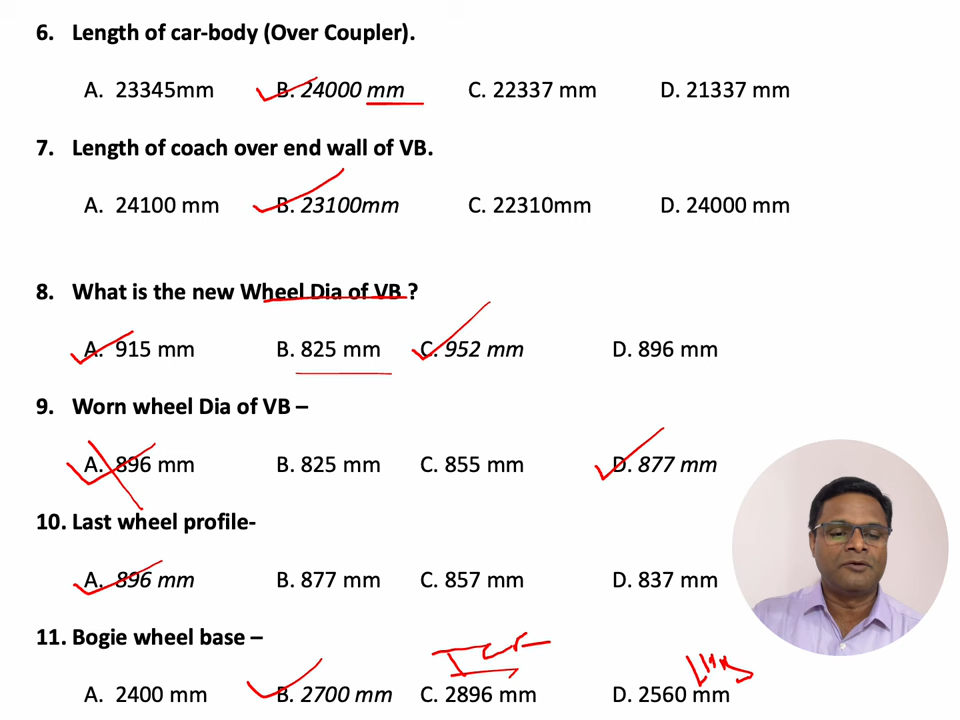 6. Length of car-body (Over Coupler).
A. 23345mm B. 24000 mm C. 22337 mm D. 21337 mm
7. Length of coach over end wall of VB.
A. 24100 mm B. 23100mm C. 22310mm D. 24000 mm
8. What is the new Wheel Dia of VB ?
A. 915 mm B. 825 mm C. 952 mm D. 896 mm
9. Worn wheel Dia of VB –
A. 896 mm B. 825 mm C. 855 mm D. 877 mm
10. Last wheel profile-
A. 896 mm B. 877 mm C. 857 mm D. 837 mm
11. Bogie wheel base –
A. 2400 mm B. 2700 mm C. 2896 mm D. 2560 mm